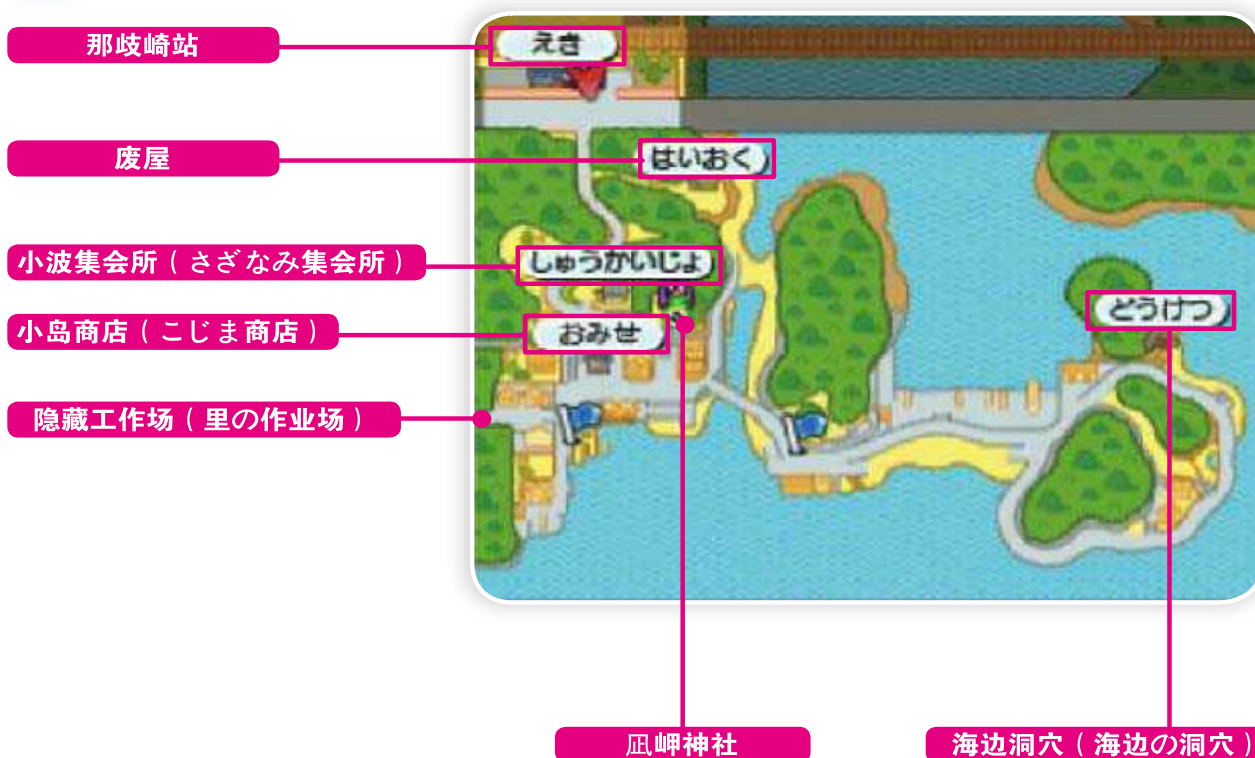 那歧崎站
えき
废屋
はいおく
小波集会所（さざなみ集会所）
しゅうかいじょ
小岛商店（こじま商店）
おみせ
どうけつ
隐藏工作场（里の作业场）
凪岬神社
海边洞穴（海边の洞穴）